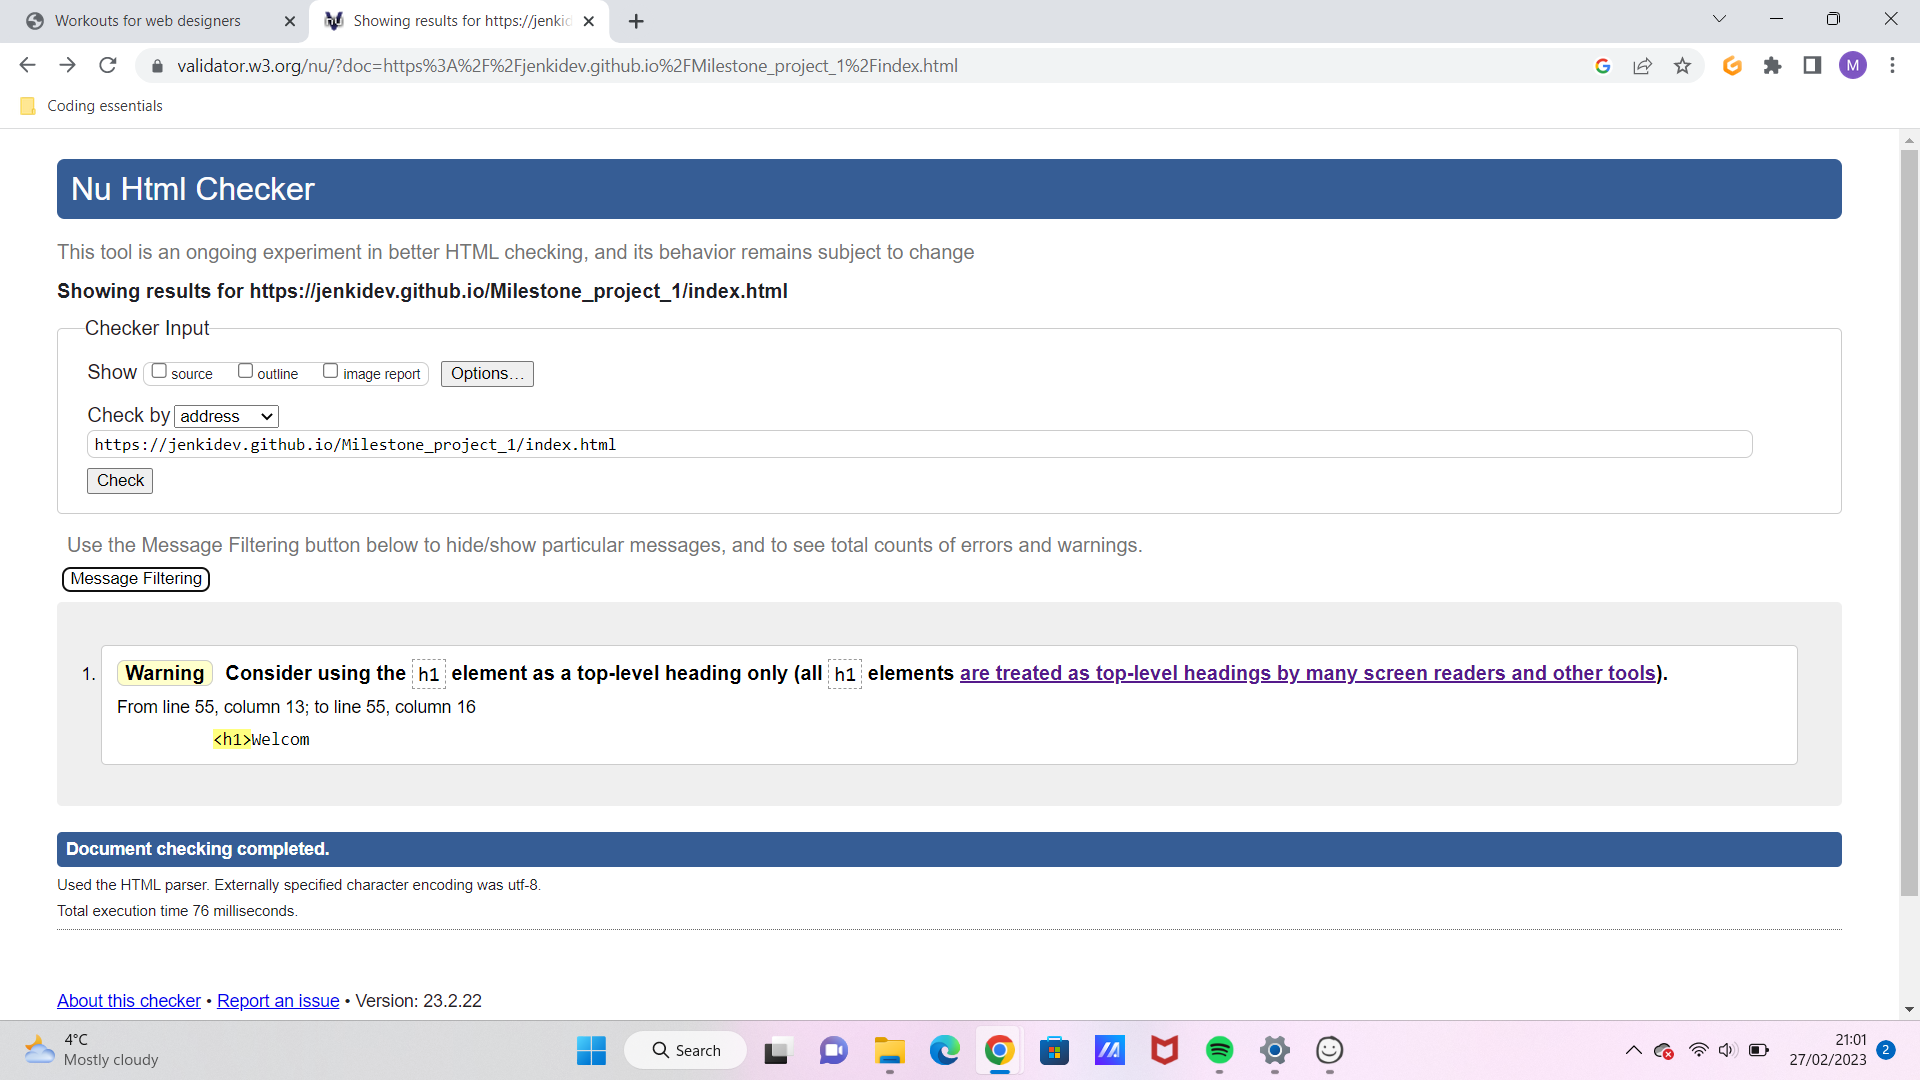 Workouts for web designers
Showing results for https://jenkid
validator.w3.org/nu/?doc=https%3A%2F%2Fjenkidev.github.io%2FMilestone_project_1%2Findex.html
M
Coding essentials
Nu Html Checker
This tool is an ongoing experiment in better HTML checking, and its behavior remains subject to change
Showing results for https://jenkidev.github.io/Milestone_project_1/index.html
Checker Input
Show source outline image report Options...
Check by address
https://jenkidev.github.io/Milestone_project_1/index.html
Check
Use the Message Filtering button below to hide/show particular messages, and to see total counts of errors and warnings.
Message Filtering
1. Warning Consider using the h1 element as a top-level heading only (all h1 elements are treated as top-level headings by many screen readers and other tools).
From line 55, column 13; to line 55, column 16
<h1>Welcom
Document checking completed.
Used the HTML parser. Externally specified character encoding was utf-8.
Total execution time 76 milliseconds.
About this checker • Report an issue • Version: 23.2.22
4°C
Mostly cloudy
Search
21:01
27/02/2023
2